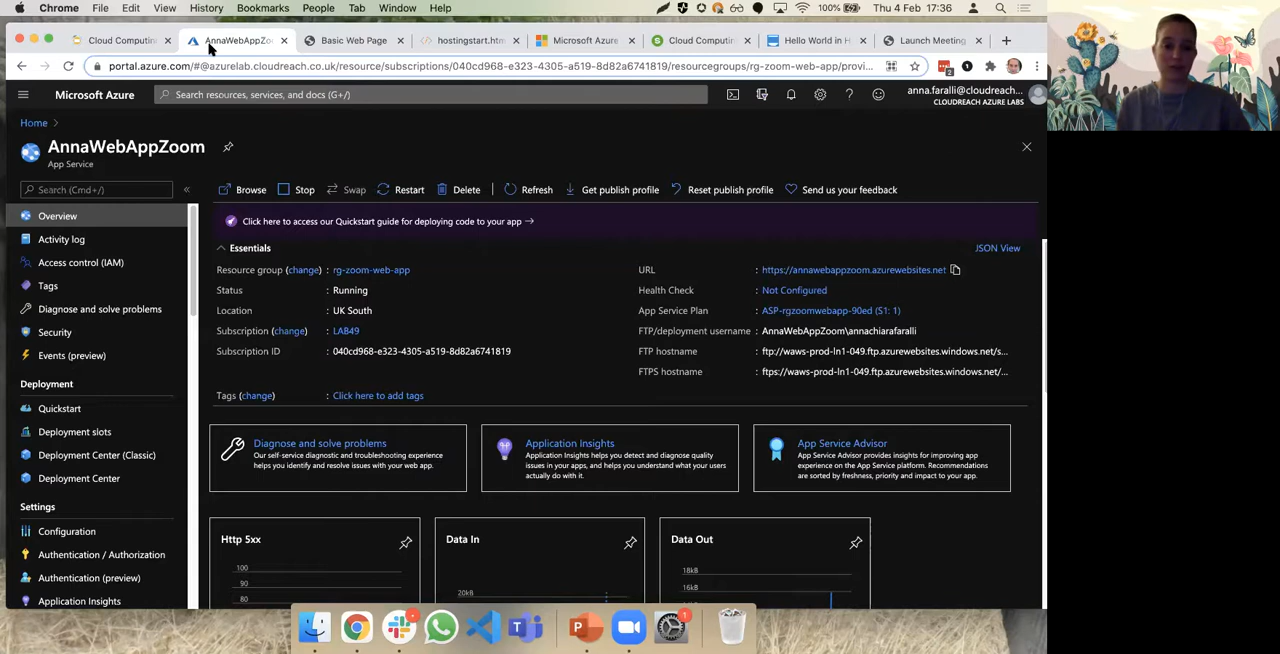 Chrome File Edit View History Bookmarks People Tab Window Help 100% Thu 4 Feb 17:36
Cloud Computin AnnaWebAppZoo Basic Web Page hostingstart.htm Microsoft Azure Cloud Computin Hello World in H Launch Meeting
portal.azure.com/#@azurelab.cloudreach.co.uk/resource/subscriptions/040cd968-e323-4305-a519-8d82a6741819/resourcegroups/rg-zoom-web-app/provi...
Microsoft Azure
Search resources, services, and docs (G+/)
anna.faralli@cloudreach...
CLOUDREACH AZURE LABS
Home
AnnaWebAppZoom
App Service
Search (Cmd+/)
Browse Stop Swap Restart Delete Refresh Get publish profile Reset publish profile Send us your feedback
Click here to access our Quickstart guide for deploying code to your app →
Overview
Activity log
Access control (IAM)
Tags
Diagnose and solve problems
Security
Events (preview)
Deployment
Quickstart
Deployment slots
Deployment Center (Classic)
Deployment Center
Settings
Configuration
Authentication / Authorization
Authentication (preview)
Application Insights
Essentials
JSON View
Resource group (change) : rg-zoom-web-app
Status : Running
Location : UK South
Subscription (change) : LAB49
Subscription ID : 040cd968-e323-4305-a519-8d82a6741819
Tags (change) : Click here to add tags
URL : https://annawebappzoom.azurewebsites.net
Health Check : Not Configured
App Service Plan : ASP-rgzoomwebapp-90ed (S1: 1)
FTP/deployment username : AnnaWebAppZoom\annachiarafaralli
FTP hostname : ftp://waws-prod-ln1-049.ftp.azurewebsites.windows.net/s...
FTPS hostname : ftps://waws-prod-ln1-049.ftp.azurewebsites.windows.net/...
Diagnose and solve problems
Our self-service diagnostic and troubleshooting experience
helps you identify and resolve issues with your web app.
Application Insights
Application Insights helps you detect and diagnose quality
issues in your apps, and helps you understand what your users
actually do with it.
App Service Advisor
App Service Advisor provides insights for improving app
experience on the App Service platform. Recommendations
are sorted by freshness, priority and impact to your app.
Http 5xx
100
90
80
Data In
20kB
Data Out
18kB
16kB